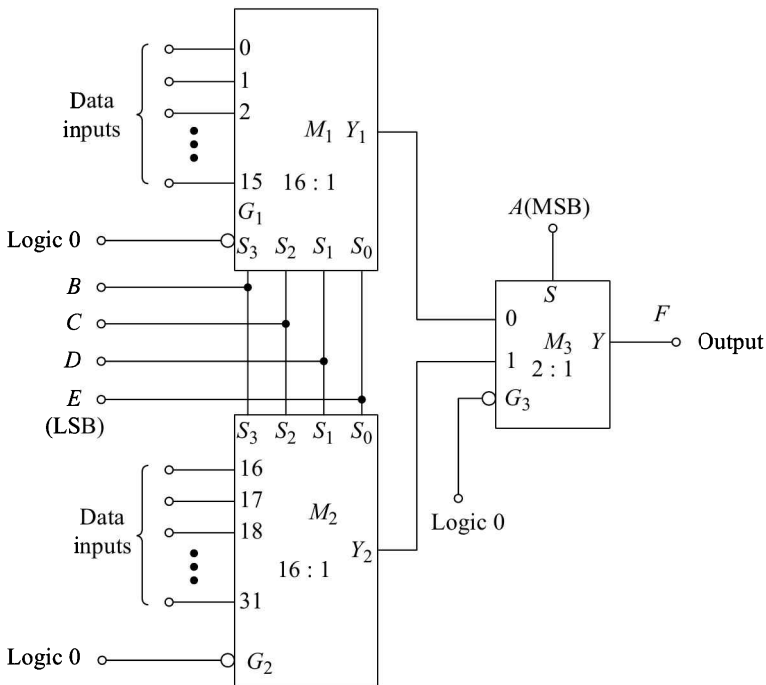 0
1
Data
inputs
2
M1 Y1
15 16 : 1
G1
Logic 0
S3 S2 S1 S0
B
C
D
E
(LSB)
A(MSB)
S
0
M3 Y
1
2 : 1
G3
F
Output
Logic 0
S3 S2 S1 S0
16
17
Data
inputs
18
M2
Y2
16 : 1
31
Logic 0
G2